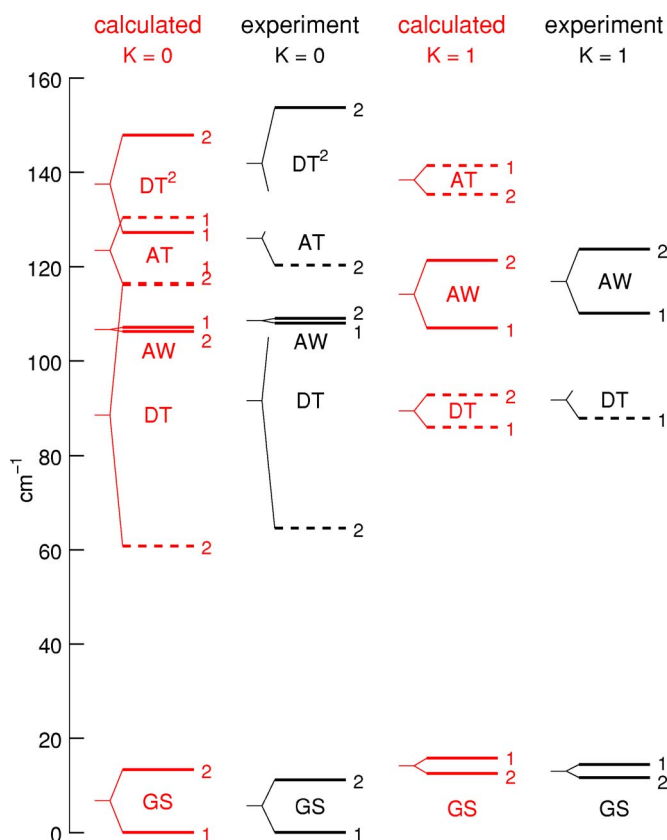 calculated experiment calculated experiment
K = 0 K = 0 K = 1 K = 1
160
2
DT² 2 DT²
140
1 AT 1 2
1 AT 1 2 AT 2
120
2 AW 1 2 AW 1
1 AW 2 2 AW 1
100
DT DT 2 DT 1 DT 1
80
cm⁻¹
60
2 2
40
20
2 GS 1 2 GS 1 1 2 GS 1 2 GS
0